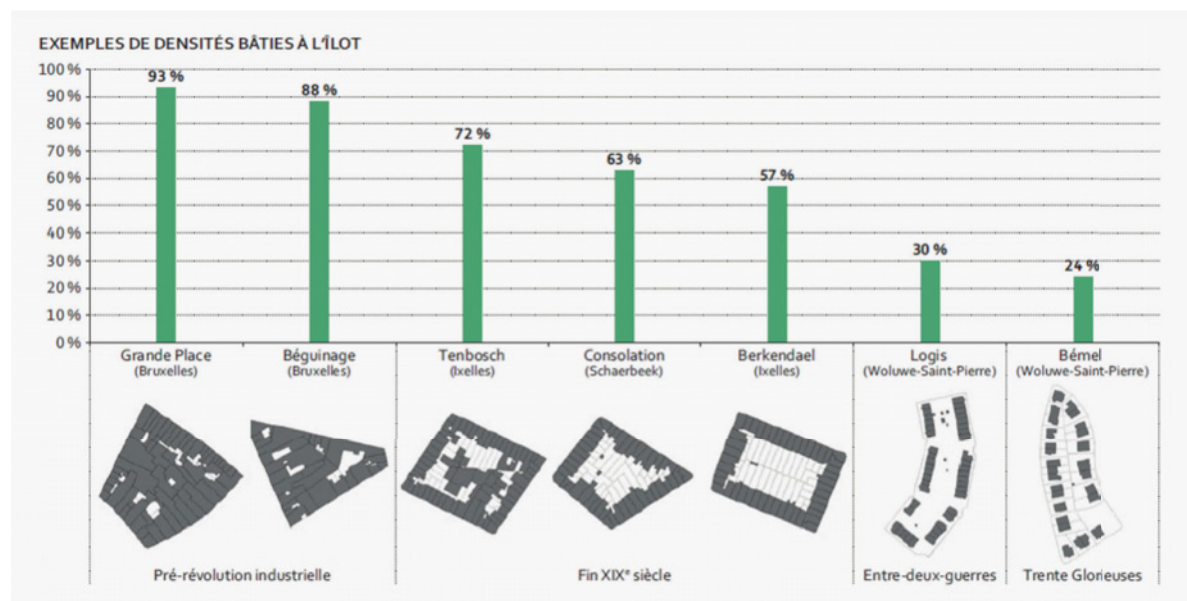 EXEMPLES DE DENSITÉS BÂTIES À L'ÎLOT
100 %
90 %
80 %
70 %
60 %
50 %
40 %
30 %
20 %
10 %
0 %
93 %
88 %
72 %
63 %
57 %
30 %
24 %
Grande Place
(Bruxelles)
Béguinage
(Bruxelles)
Tenbosch
(Ixelles)
Consolation
(Schaerbeek)
Berkendael
(Ixelles)
Logis
(Woluwe-Saint-Pierre)
Bémel
(Woluwe-Saint-Pierre)
Pré-révolution industrielle
Fin XIXe siècle
Entre-deux-guerres
Trente Glorieuses